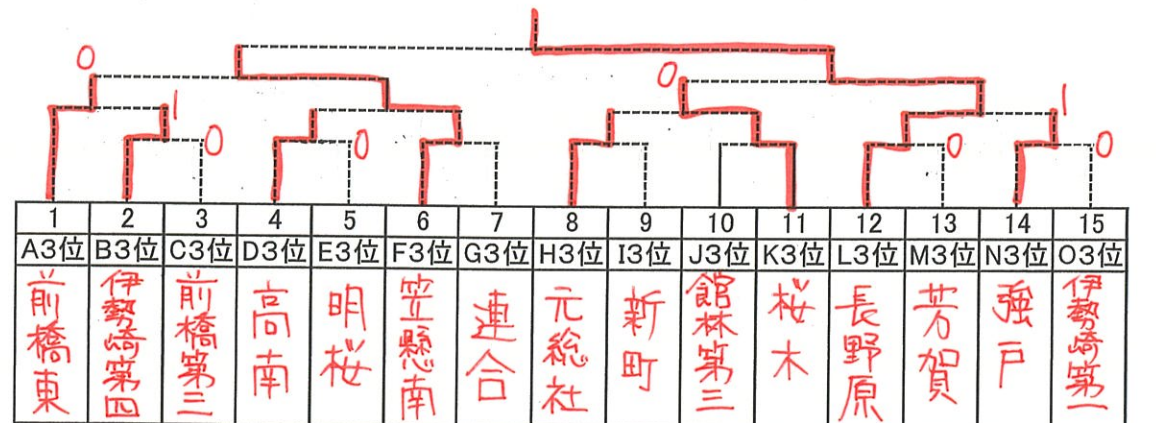 0 0
1 1
0 0 0 0
1 2 3 4 5 6 7 8 9 10 11 12 13 14 15
A3位 B3位 C3位 D3位 E3位 F3位 G3位 H3位 I3位 J3位 K3位 L3位 M3位 N3位 O3位
前橋東 伊勢崎第四 前橋第三 高南 明桜 笠懸南 連合 元総社 新町 館林第三 桜木 長野原 芳賀 強戸 伊勢崎第一